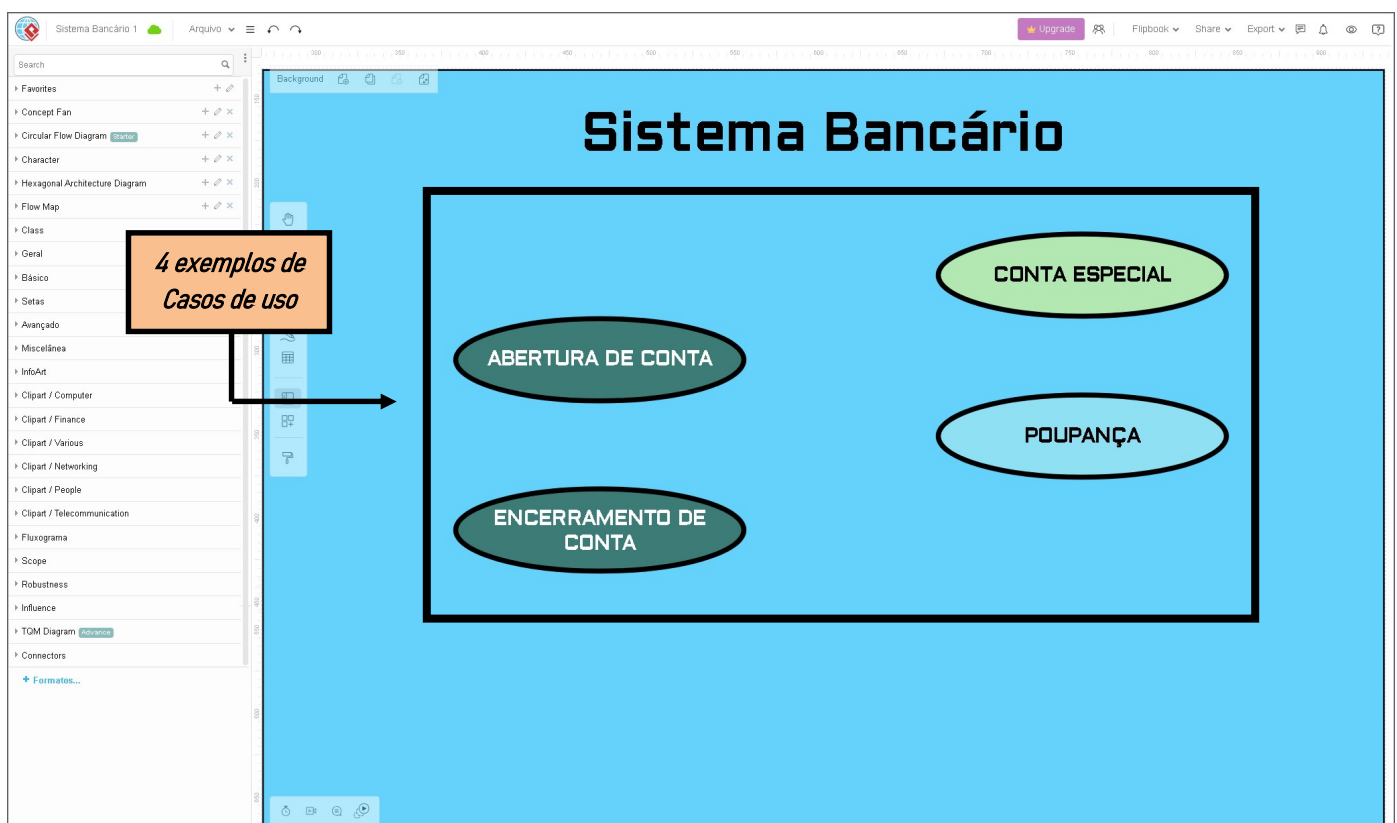 Sistema Bancário 1
Arquivo
Upgrade
Flipbook
Share
Export
Search
Favorites
Concept Fan
Circular Flow Diagram Starter
Character
Hexagonal Architecture Diagram
Flow Map
Class
Geral
Básico
Setas
Avançado
Miscelânea
InfoArt
Clipart / Computer
Clipart / Finance
Clipart / Various
Clipart / Networking
Clipart / People
Clipart / Telecommunication
Fluxograma
Scope
Robustness
Influence
TQM Diagram Advance
Connectors
+ Formatos...
Background
Sistema Bancário
4 exemplos de
Casos de uso
CONTA ESPECIAL
ABERTURA DE CONTA
POUPANÇA
ENCERRAMENTO DE
CONTA